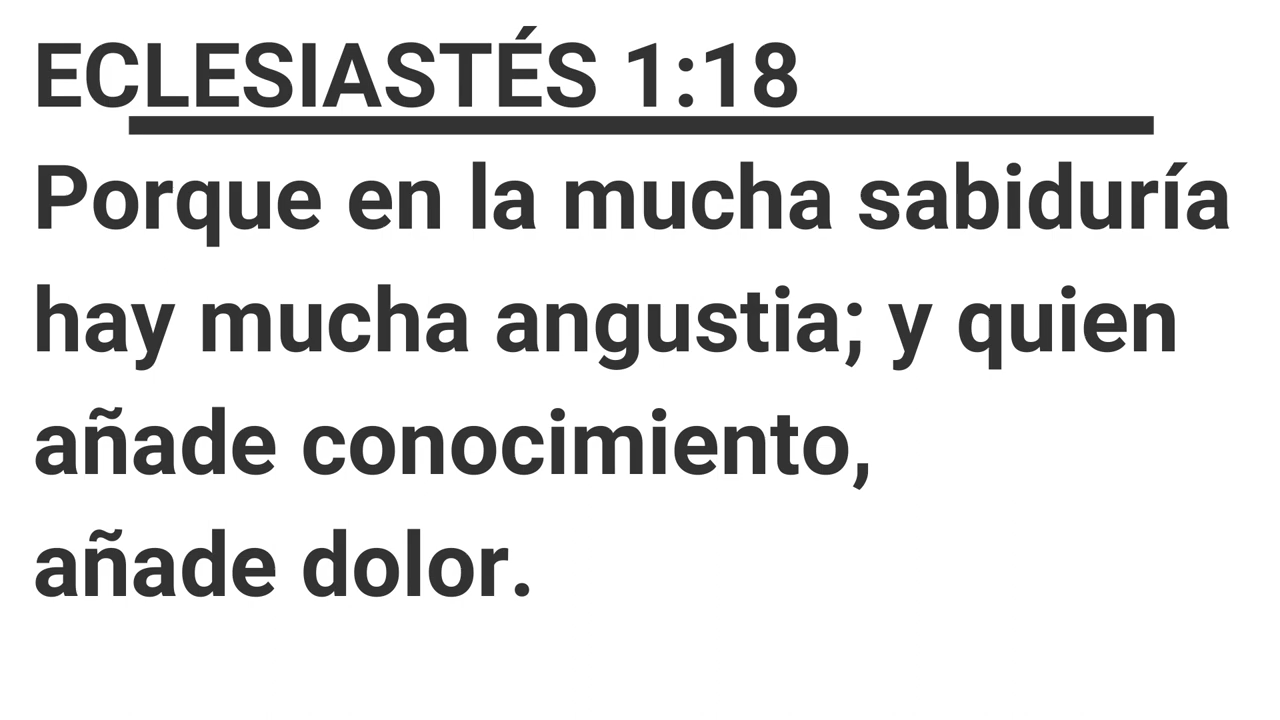 ECLESIASTÉS 1:18
Porque en la mucha sabiduría
hay mucha angustia; y quien
añade conocimiento,
añade dolor.